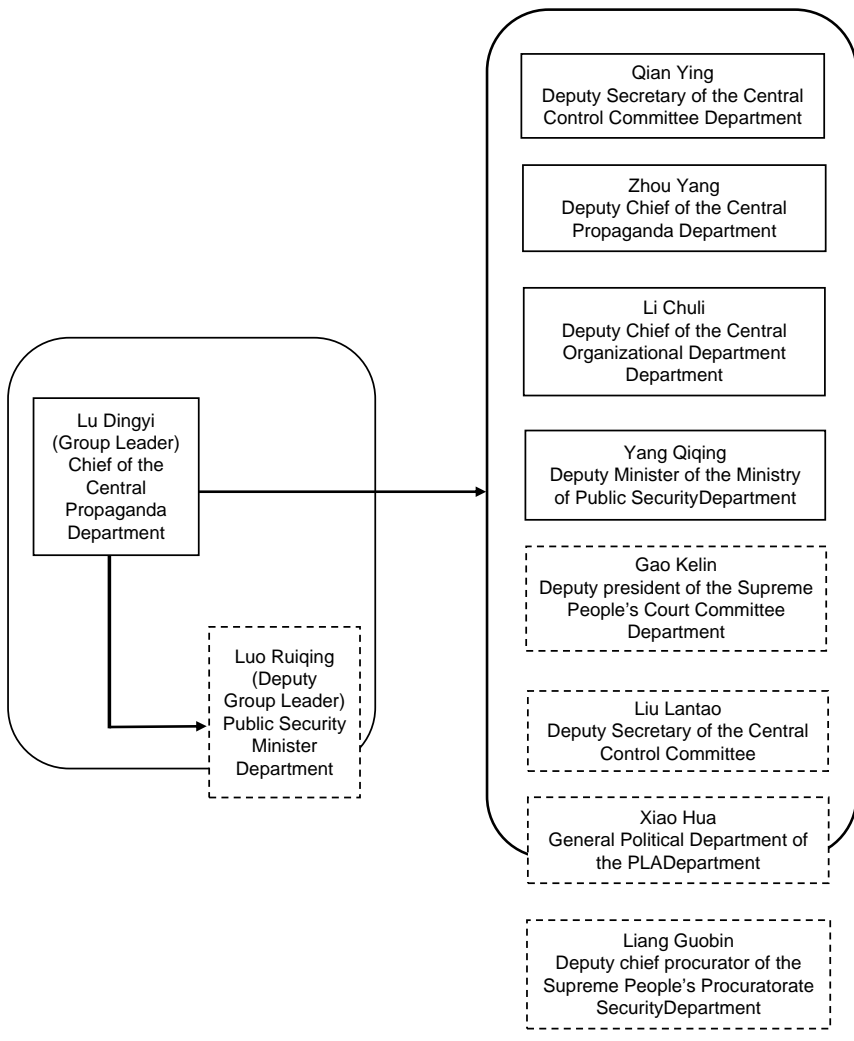 Qian Ying
Deputy Secretary of the Central
Control Committee Department
Zhou Yang
Deputy Chief of the Central
Propaganda Department
Li Chuli
Deputy Chief of the Central
Organizational Department
Department
Lu Dingyi
(Group Leader)
Chief of the
Central
Propaganda
Department
Yang Qiqing
Deputy Minister of the Ministry
of Public SecurityDepartment
Gao Kelin
Deputy president of the Supreme
People's Court Committee
Department
Luo Ruiqing
(Deputy
Group Leader)
Public Security
Minister
Department
Liu Lantao
Deputy Secretary of the Central
Control Committee
Xiao Hua
General Political Department of
the PLADepartment
Liang Guobin
Deputy chief procurator of the
Supreme People's Procuratorate
SecurityDepartment